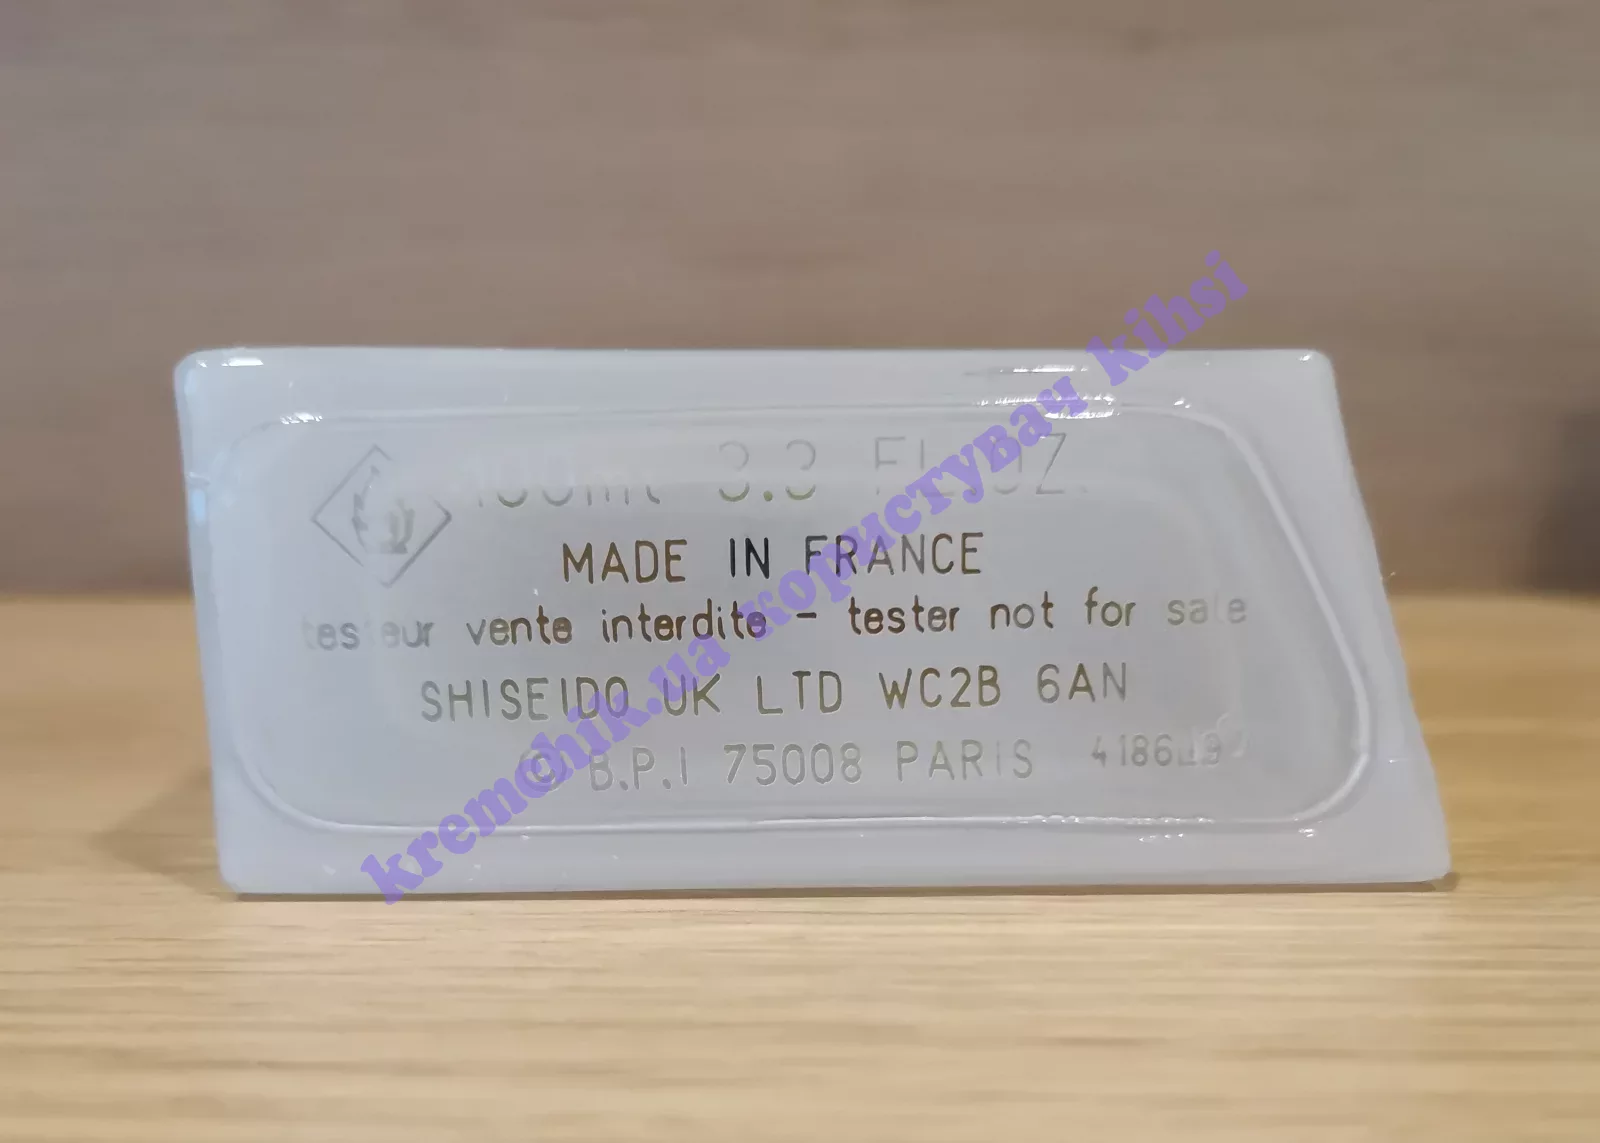 100ml 3.3 FL.OZ.
MADE IN FRANCE
testeur vente interdite - tester not for sale
SHISEIDO UK LTD WC2B 6AN
© B.P.I 75008 PARIS
kremchik.ua користувач kihsi